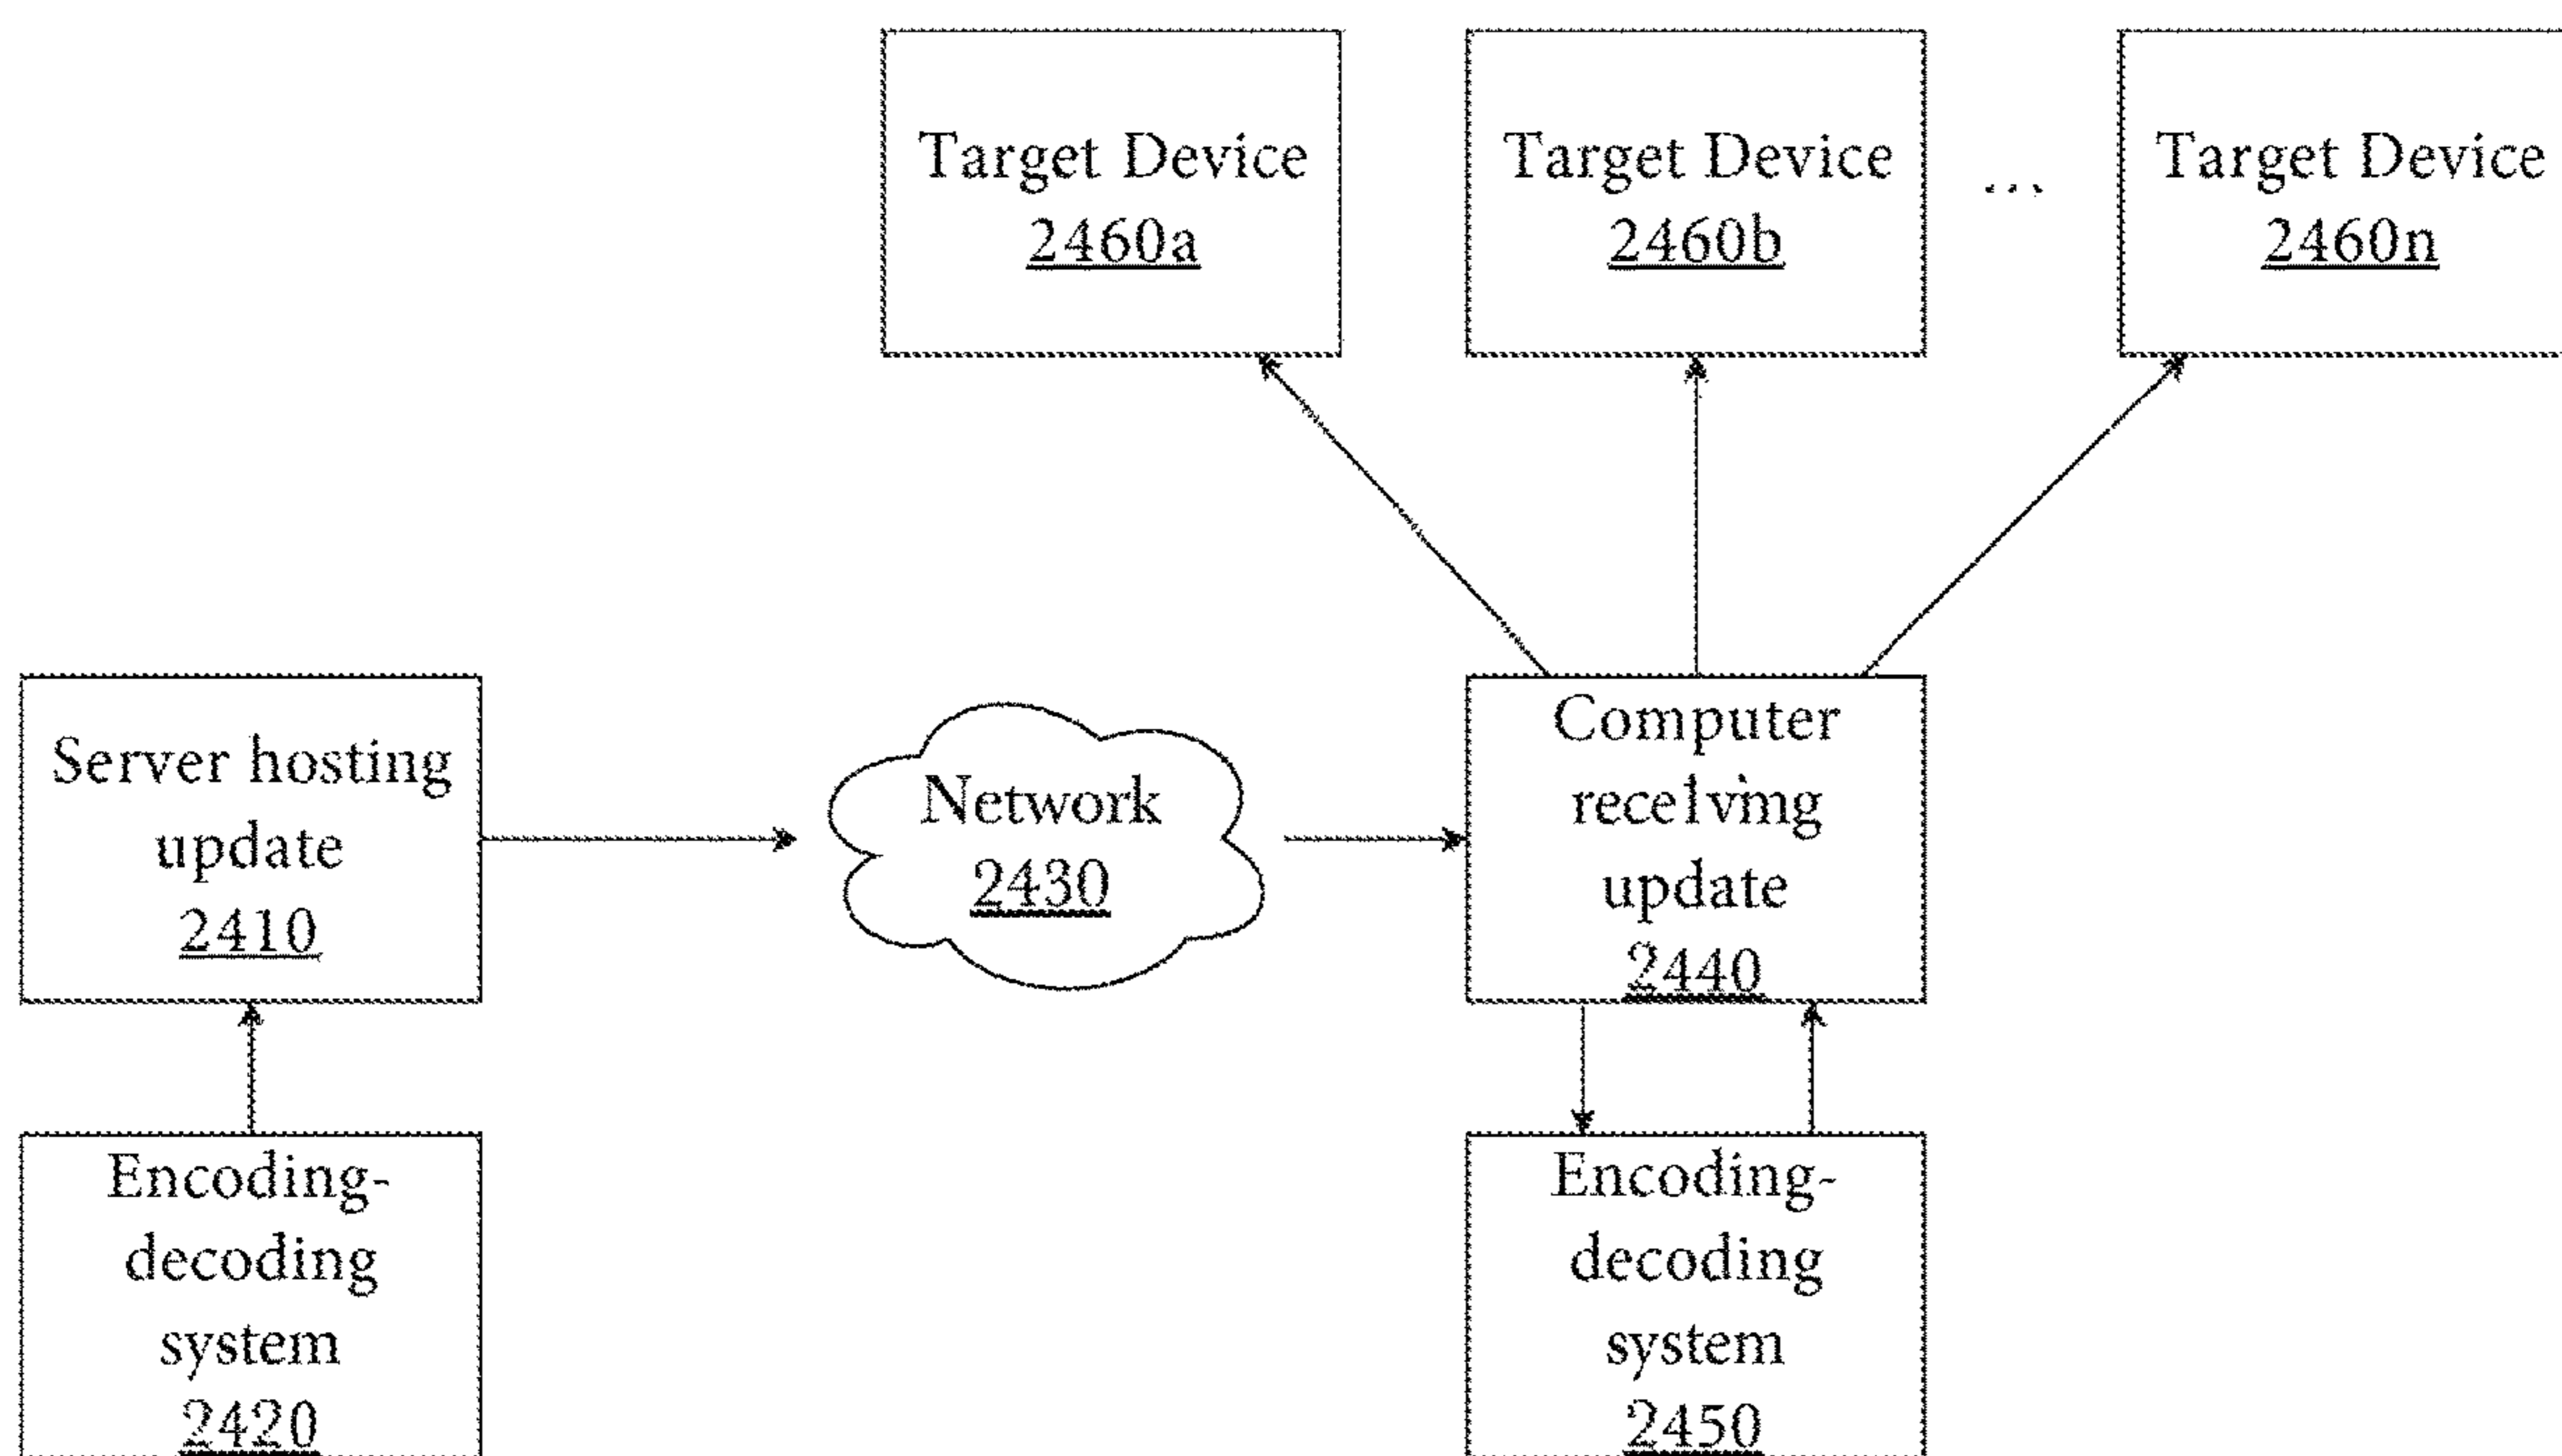 Target Device
2460a
Target Device
2460b
...
Target Device
2460n
Server hosting
update
2410
Network
2430
Computer
receiving
update
2440
Encoding-
decoding
system
2420
Encoding-
decoding
system
2450